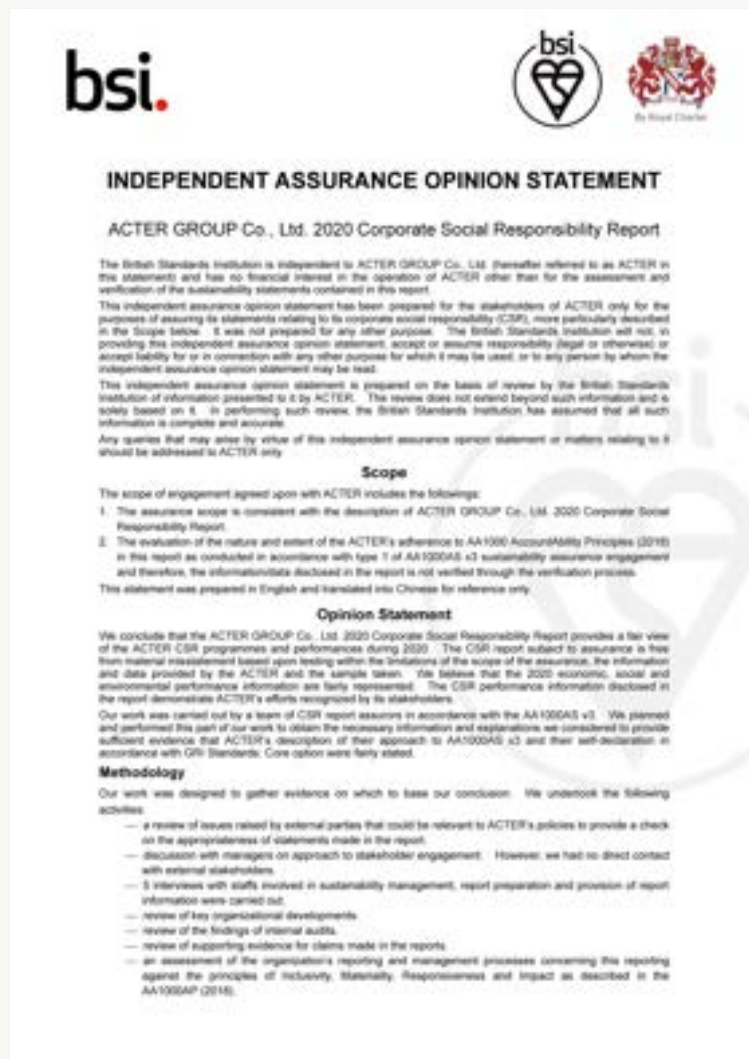 bsi.
bsi
By Royal Charter
INDEPENDENT ASSURANCE OPINION STATEMENT
ACTER GROUP Co., Ltd. 2020 Corporate Social Responsibility Report
The British Standards Institution is independent to ACTER GROUP Co., Ltd. (hereafter referred to as ACTER in
this statement) and has no financial interest in the operation of ACTER other than for the assessment and
verification of the sustainability statements contained in this report.
This independent assurance opinion statement has been prepared for the stakeholders of ACTER only for the
purposes of assuring its statements relating to its corporate social responsibility (CSR), more particularly described
in the Scope below. It was not prepared for any other purpose. The British Standards Institution will not, in
providing this independent assurance opinion statement, accept or assume responsibility (legal or otherwise) or
accept liability for or in connection with any other purpose for which it may be used, or to any person by whom the
independent assurance opinion statement may be read.
This independent assurance opinion statement is prepared on the basis of review by the British Standards
Institution of information presented to it by ACTER. The review does not extend beyond such information and is
solely based on it. In performing such review, the British Standards Institution has assumed that all such
information is complete and accurate.
Any queries that may arise by virtue of this independent assurance opinion statement or matters relating to it
should be addressed to ACTER only.
Scope
The scope of engagement agreed upon with ACTER includes the followings:
1. The assurance scope is consistent with the description of ACTER GROUP Co., Ltd. 2020 Corporate Social
Responsibility Report.
2. The evaluation of the nature and extent of the ACTER's adherence to AA1000 AccountAbility Principles (2018)
in this report as conducted in accordance with type 1 of AA1000AS v3 sustainability assurance engagement
and therefore, the information/data disclosed in the report is not verified through the verification process.
This statement was prepared in English and translated into Chinese for reference only.
Opinion Statement
We conclude that the ACTER GROUP Co., Ltd. 2020 Corporate Social Responsibility Report provides a fair view
of the ACTER CSR programmes and performances during 2020. The CSR report subject to assurance is free
from material misstatement based upon testing within the limitations of the scope of the assurance, the information
and data provided by the ACTER and the sample taken. We believe that the 2020 economic, social and
environmental performance information are fairly represented. The CSR performance information disclosed in
the report demonstrate ACTER's efforts recognized by its stakeholders.
Our work was carried out by a team of CSR report assurors in accordance with the AA1000AS v3. We planned
and performed this part of our work to obtain the necessary information and explanations we considered to provide
sufficient evidence that ACTER's description of their approach to AA1000AS v3 and their self-declaration in
accordance with GRI Standards: Core option were fairly stated.
Methodology
Our work was designed to gather evidence on which to base our conclusion. We undertook the following
activities:
— a review of issues raised by external parties that could be relevant to ACTER's policies to provide a check
on the appropriateness of statements made in the report.
— discussion with managers on approach to stakeholder engagement. However, we had no direct contact
with external stakeholders.
— 5 interviews with staffs involved in sustainability management, report preparation and provision of report
information were carried out.
— review of key organizational developments.
— review of the findings of internal audits.
— review of supporting evidence for claims made in the reports.
— an assessment of the organization's reporting and management processes concerning this reporting
against the principles of Inclusivity, Materiality, Responsiveness and Impact as described in the
AA1000AP (2018).